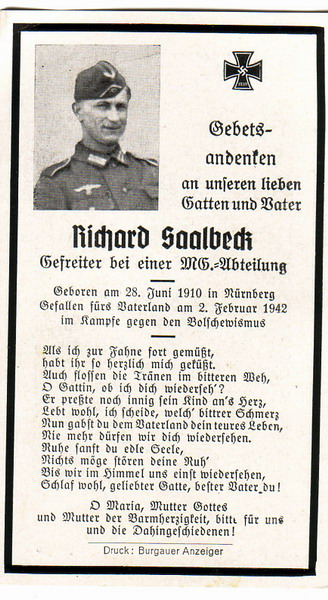 Gebets-
andenken
an unseren lieben
Gatten und Vater
Richard Saalbeck
Gefreiter bei einer MG.-Abteilung
Geboren am 28. Juni 1910 in Nürnberg
Gefallen fürs Vaterland am 2. Februar 1942
im Kampfe gegen den Bolschewismus
Als ich zur Fahne fort gemüßt,
habt ihr so herzlich mich geküßt.
Auch flossen die Tränen im bitteren Weh,
O Gattin, ob ich dich wiederseh'?
Er preßte noch innig sein Kind an's Herz,
Lebt wohl, ich scheide, welch' bittrer Schmerz
Nun gabst du dem Vaterland dein teures Leben,
Nie mehr dürfen wir dich wiedersehen.
Ruhe sanft du edle Seele,
Nichts möge stören deine Ruh'
Bis wir im Himmel uns einst wiedersehen,
Schlaf wohl, geliebter Gatte, bester Vater du!
O Maria, Mutter Gottes
und Mutter der Barmherzigkeit, bitte für uns
und die Dahingeschiedenen!
Druck: Burgauer Anzeiger